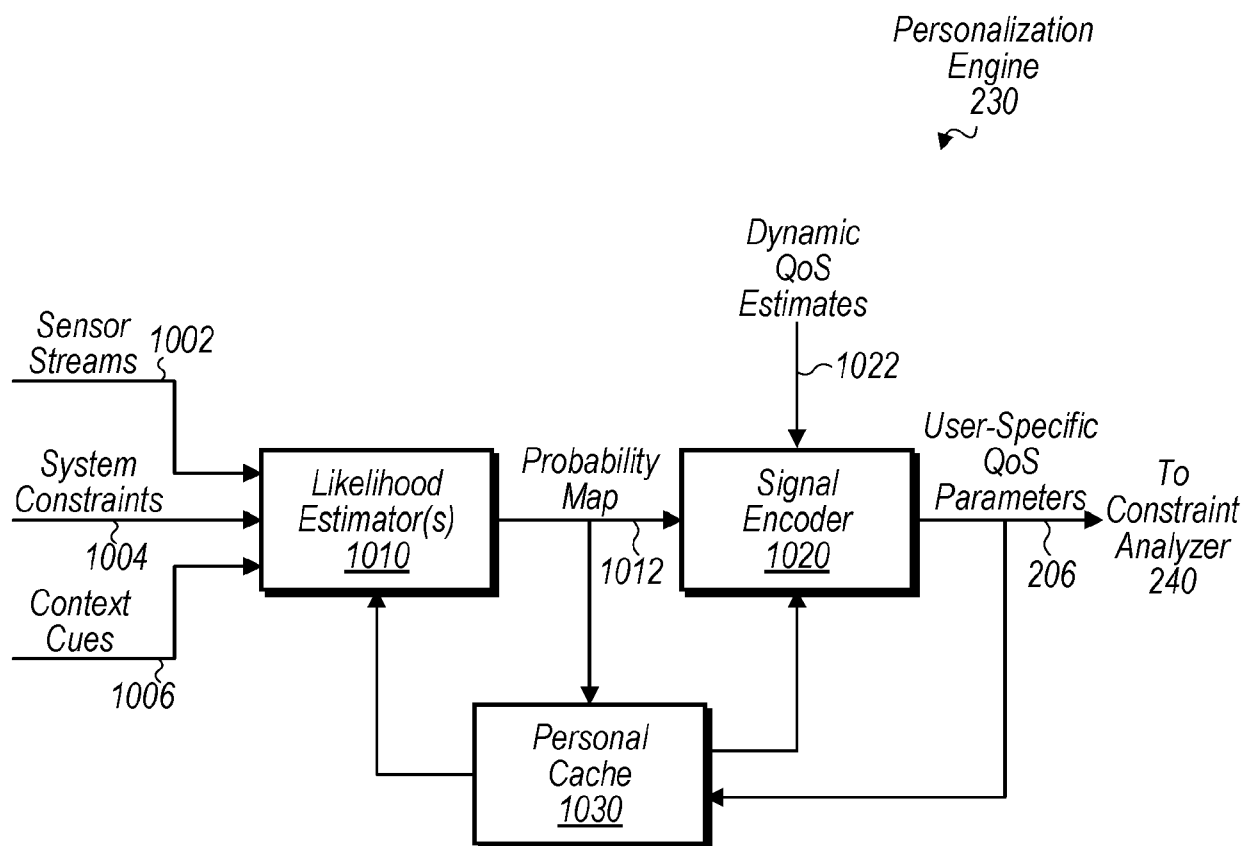 Personalization
Engine
230
Dynamic
QoS
Estimates
1022
Sensor
Streams
1002
System
Constraints
1004
Context
Cues
1006
Likelihood
Estimator(s)
1010
Probability
Map
1012
Signal
Encoder
1020
User-Specific
QoS
Parameters
206
To
Constraint
Analyzer
240
Personal
Cache
1030